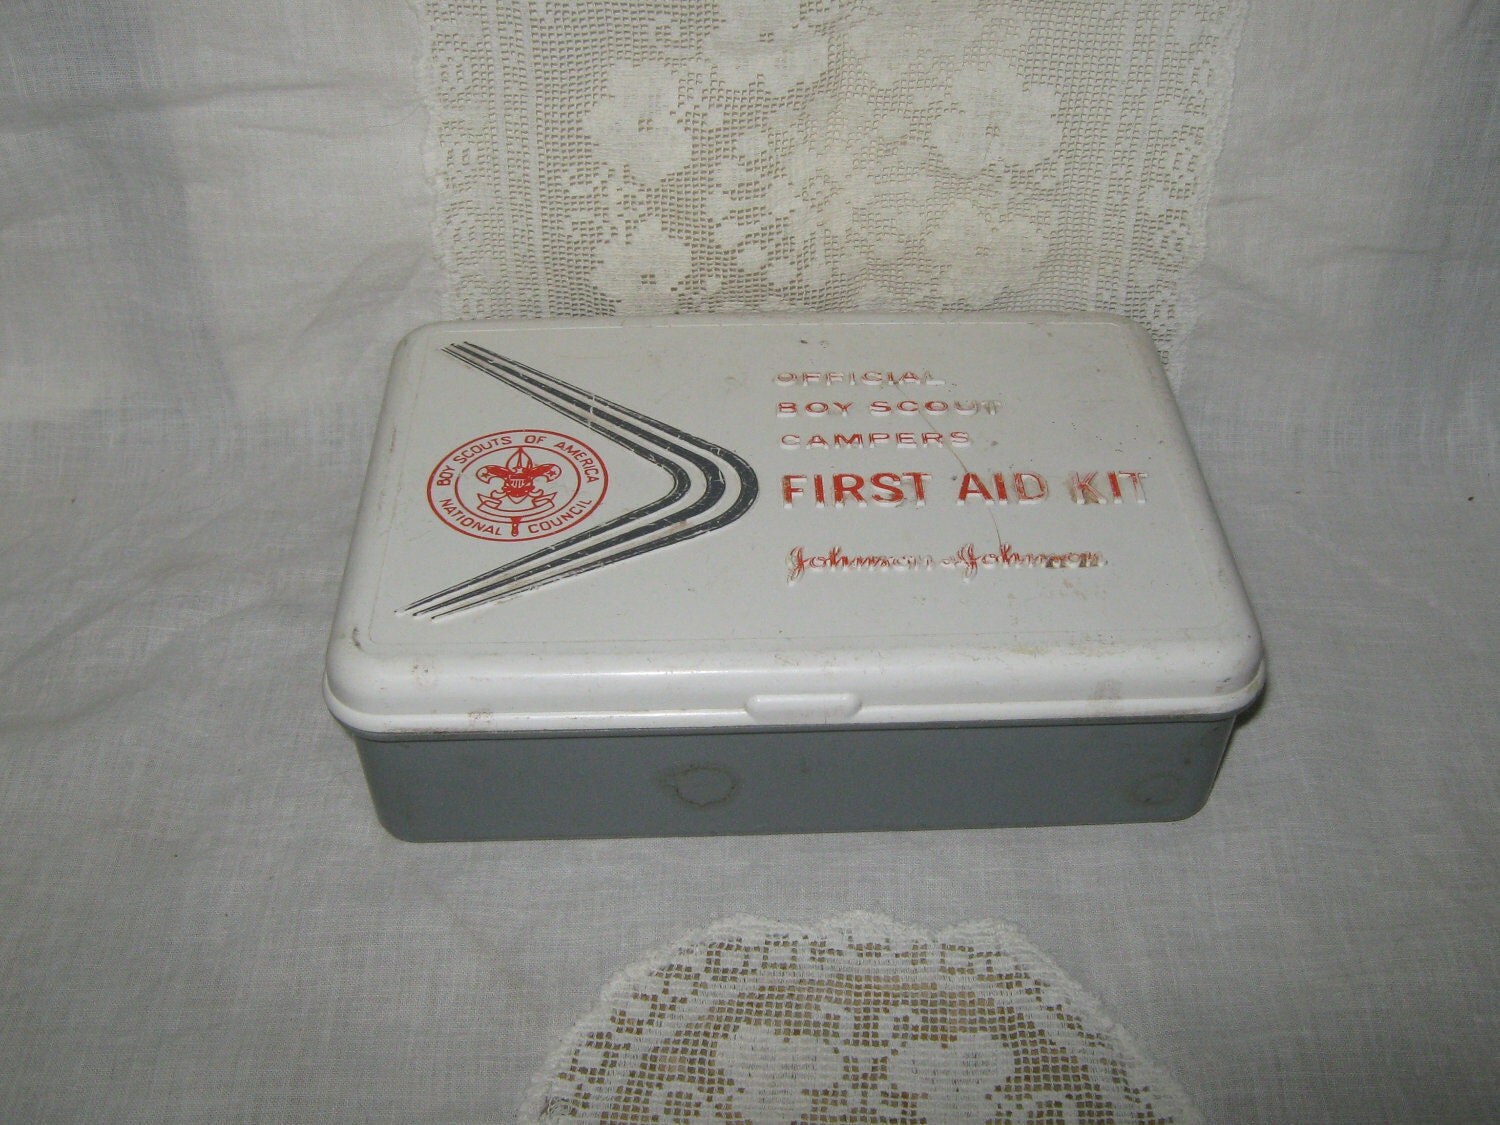 BOY SCOUTS OF AMERICA
NATIONAL COUNCIL
OFFICIAL
BOY SCOUT
CAMPERS
FIRST AID KIT
Johnson & Johnson